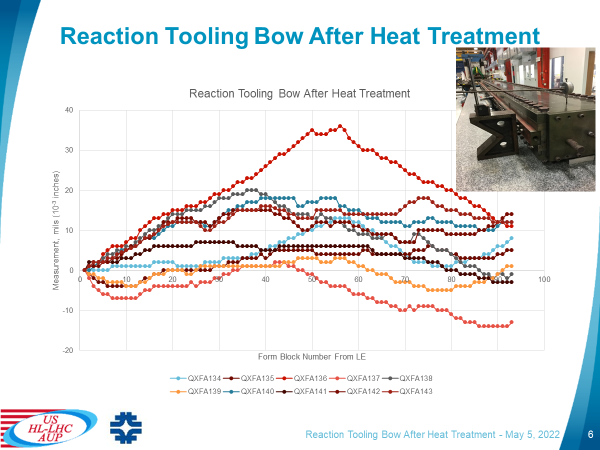 Reaction Tooling Bow After Heat Treatment
Reaction Tooling Bow After Heat Treatment
Measurement, mils (10⁻³ inches)
40
30
20
10
0
-10
-20
0 10 20 30 40 50 60 70 80 90 100
Form Block Number From LE
QXFA134 QXFA135 QXFA136 QXFA137 QXFA138
QXFA139 QXFA140 QXFA141 QXFA142 QXFA143
US
HL-LHC
AUP
Reaction Tooling Bow After Heat Treatment - May 5, 2022 6